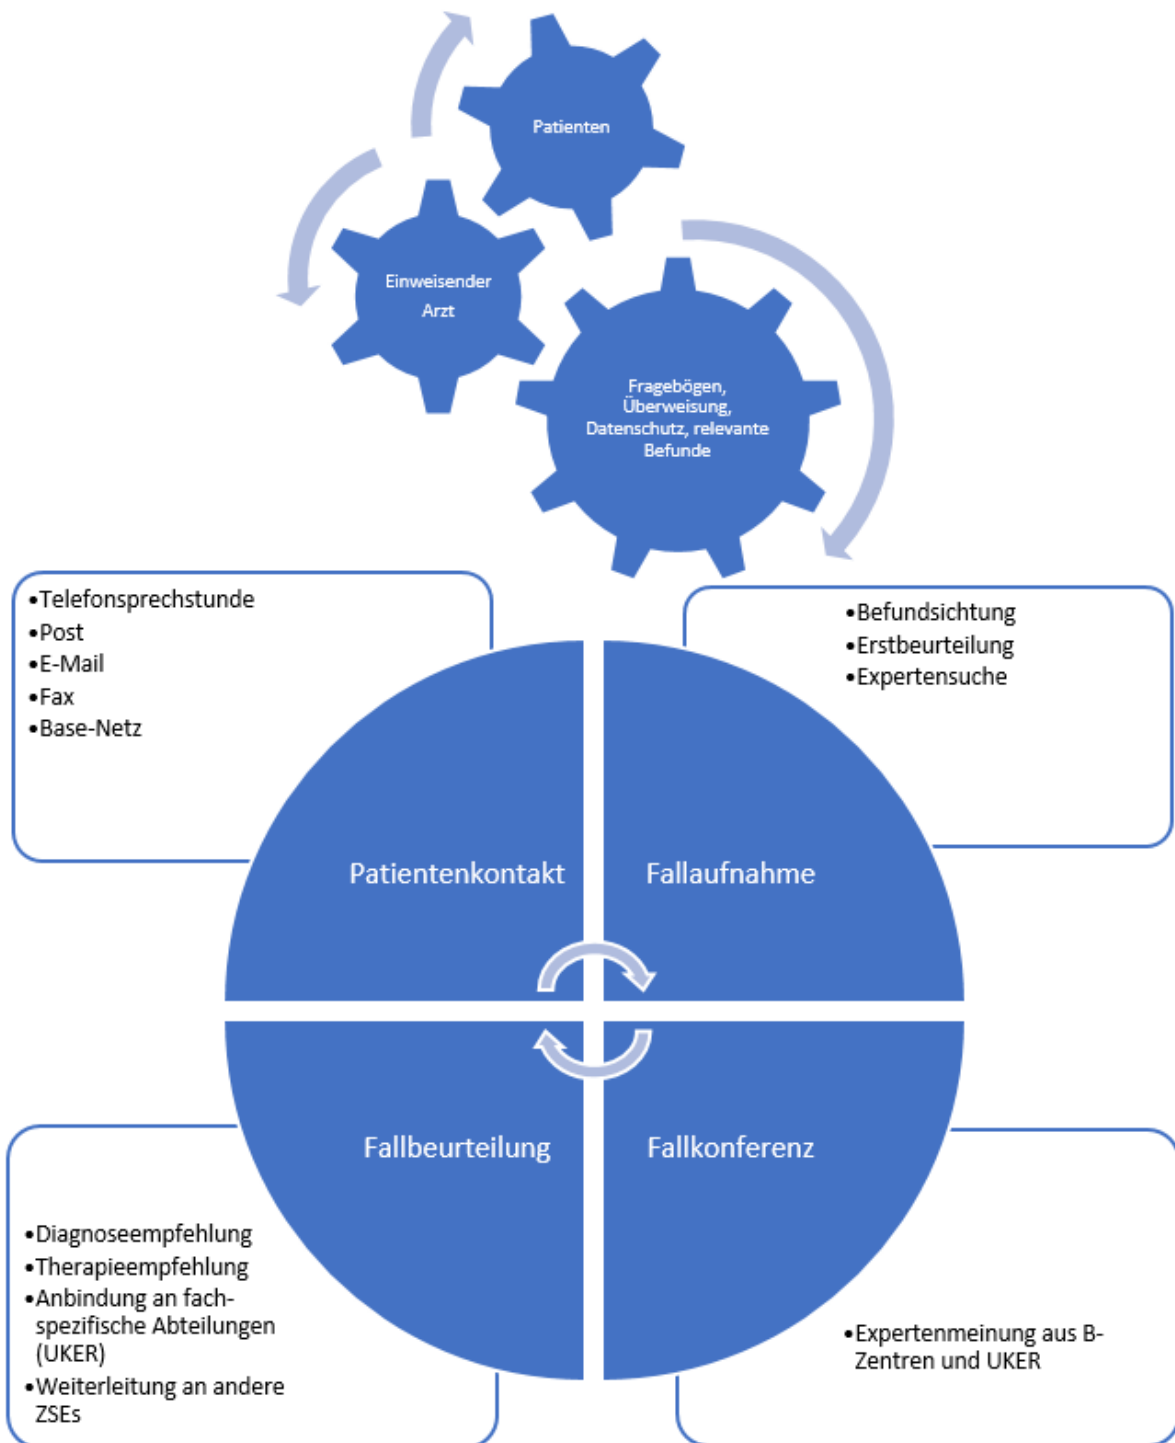 Patienten
Einweisender
Arzt
Fragebögen,
Überweisung,
Datenschutz, relevante
Befunde
•Telefonsprechstunde
•Post
•E-Mail
•Fax
•Base-Netz
•Befundsichtung
•Erstbeurteilung
•Expertensuche
Patientenkontakt
Fallaufnahme
Fallbeurteilung
Fallkonferenz
•Diagnoseempfehlung
•Therapieempfehlung
•Anbindung an fach-
spezifische Abteilungen
(UKER)
•Weiterleitung an andere
ZSEs
•Expertenmeinung aus B-
Zentren und UKER